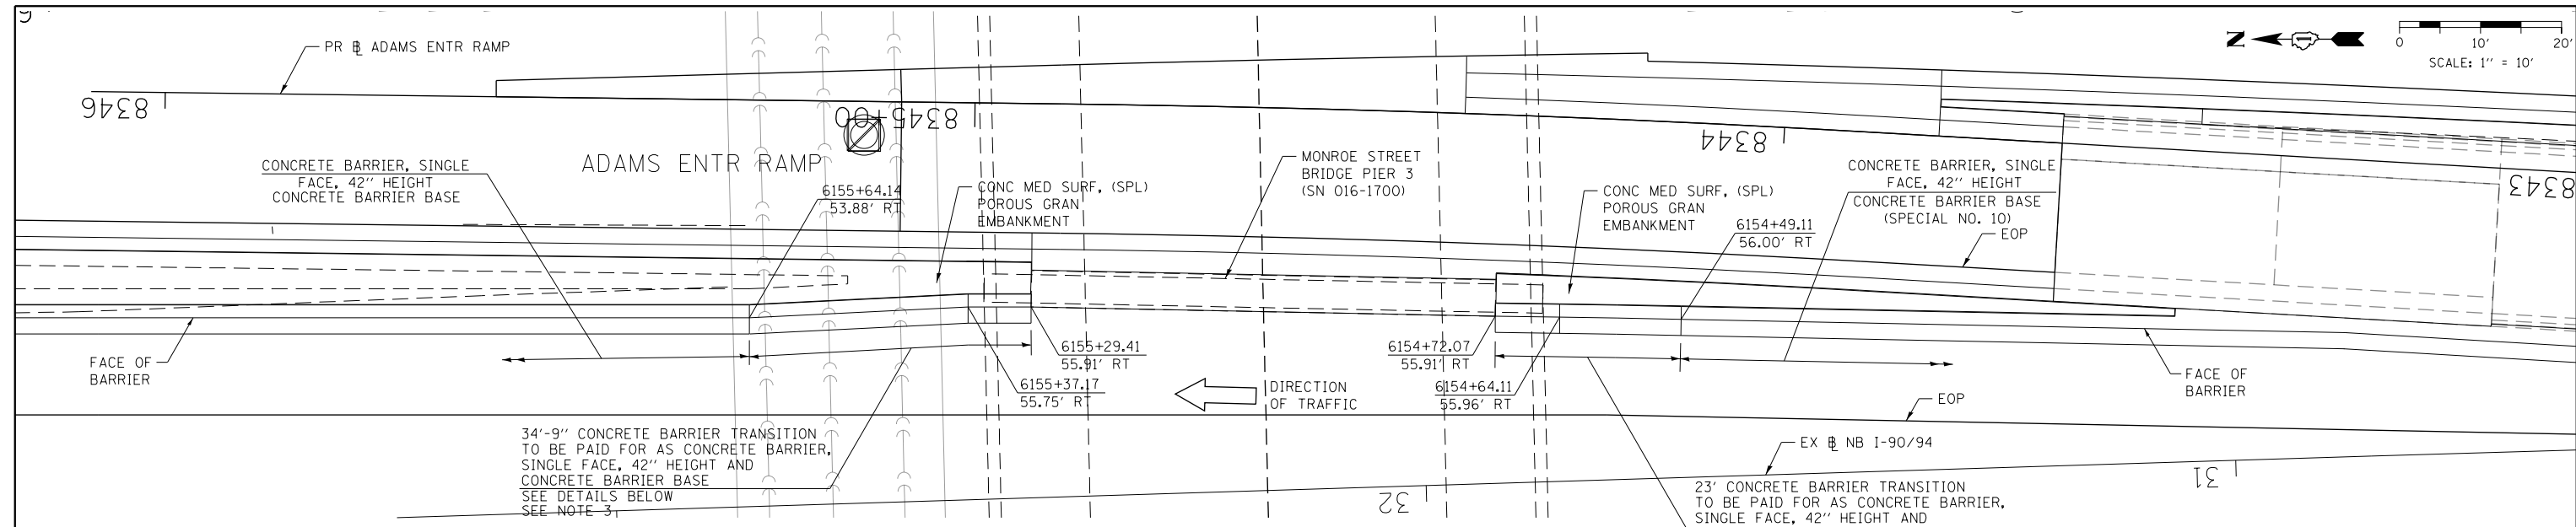 PR ⅊ ADAMS ENTR RAMP
N
0 10' 20'
SCALE: 1" = 10'
8346
8345+00
8344
8343
ADAMS ENTR RAMP
CONCRETE BARRIER, SINGLE
FACE, 42" HEIGHT
CONCRETE BARRIER BASE
6155+64.14
53.88' RT
CONC MED SURF, (SPL)
POROUS GRAN
EMBANKMENT
MONROE STREET
BRIDGE PIER 3
(SN 016-1700)
CONC MED SURF, (SPL)
POROUS GRAN
EMBANKMENT
6154+49.11
56.00' RT
CONCRETE BARRIER, SINGLE
FACE, 42" HEIGHT
CONCRETE BARRIER BASE
(SPECIAL NO. 10)
EOP
FACE OF
BARRIER
6155+29.41
55.91' RT
6155+37.17
55.75' RT
DIRECTION
OF TRAFFIC
6154+72.07
55.91' RT
6154+64.11
55.96' RT
FACE OF
BARRIER
EOP
EX ⅊ NB I-90/94
34'-9" CONCRETE BARRIER TRANSITION
TO BE PAID FOR AS CONCRETE BARRIER,
SINGLE FACE, 42" HEIGHT AND
CONCRETE BARRIER BASE
SEE DETAILS BELOW
SEE NOTE 3
32
31
23' CONCRETE BARRIER TRANSITION
TO BE PAID FOR AS CONCRETE BARRIER,
SINGLE FACE, 42" HEIGHT AND